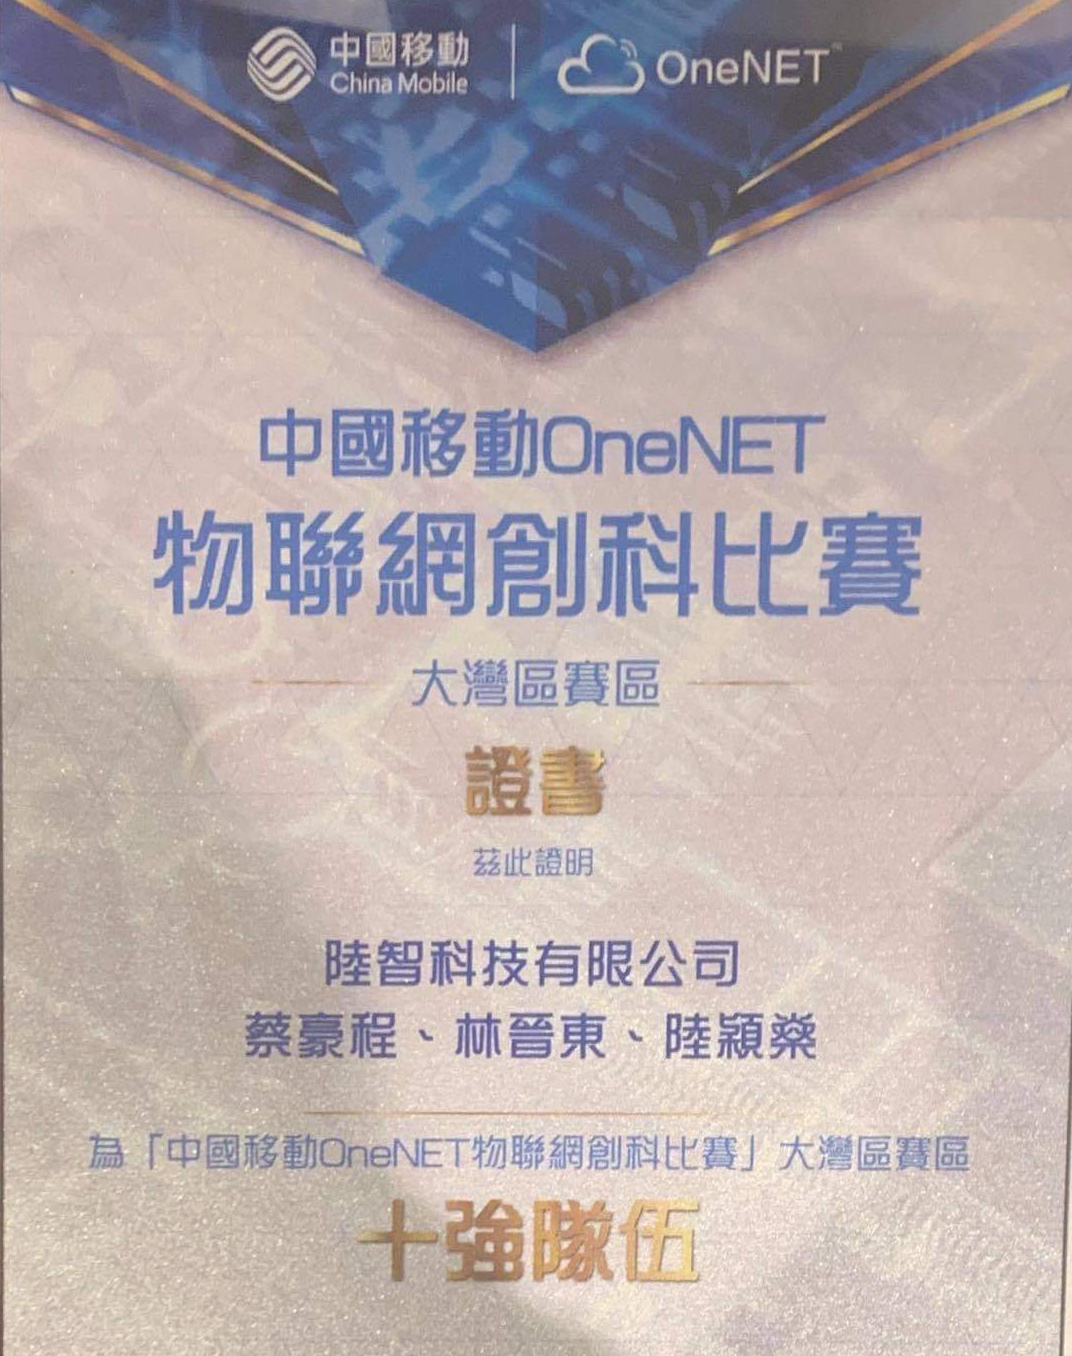 中國移動
China Mobile
OneNET™
中國移動OneNET
物聯網創科比賽
大灣區賽區
證書
茲此證明
陸智科技有限公司
蔡豪程、林晉東、陸潁燊
為「中國移動OneNET物聯網創科比賽」大灣區賽區
十強隊伍